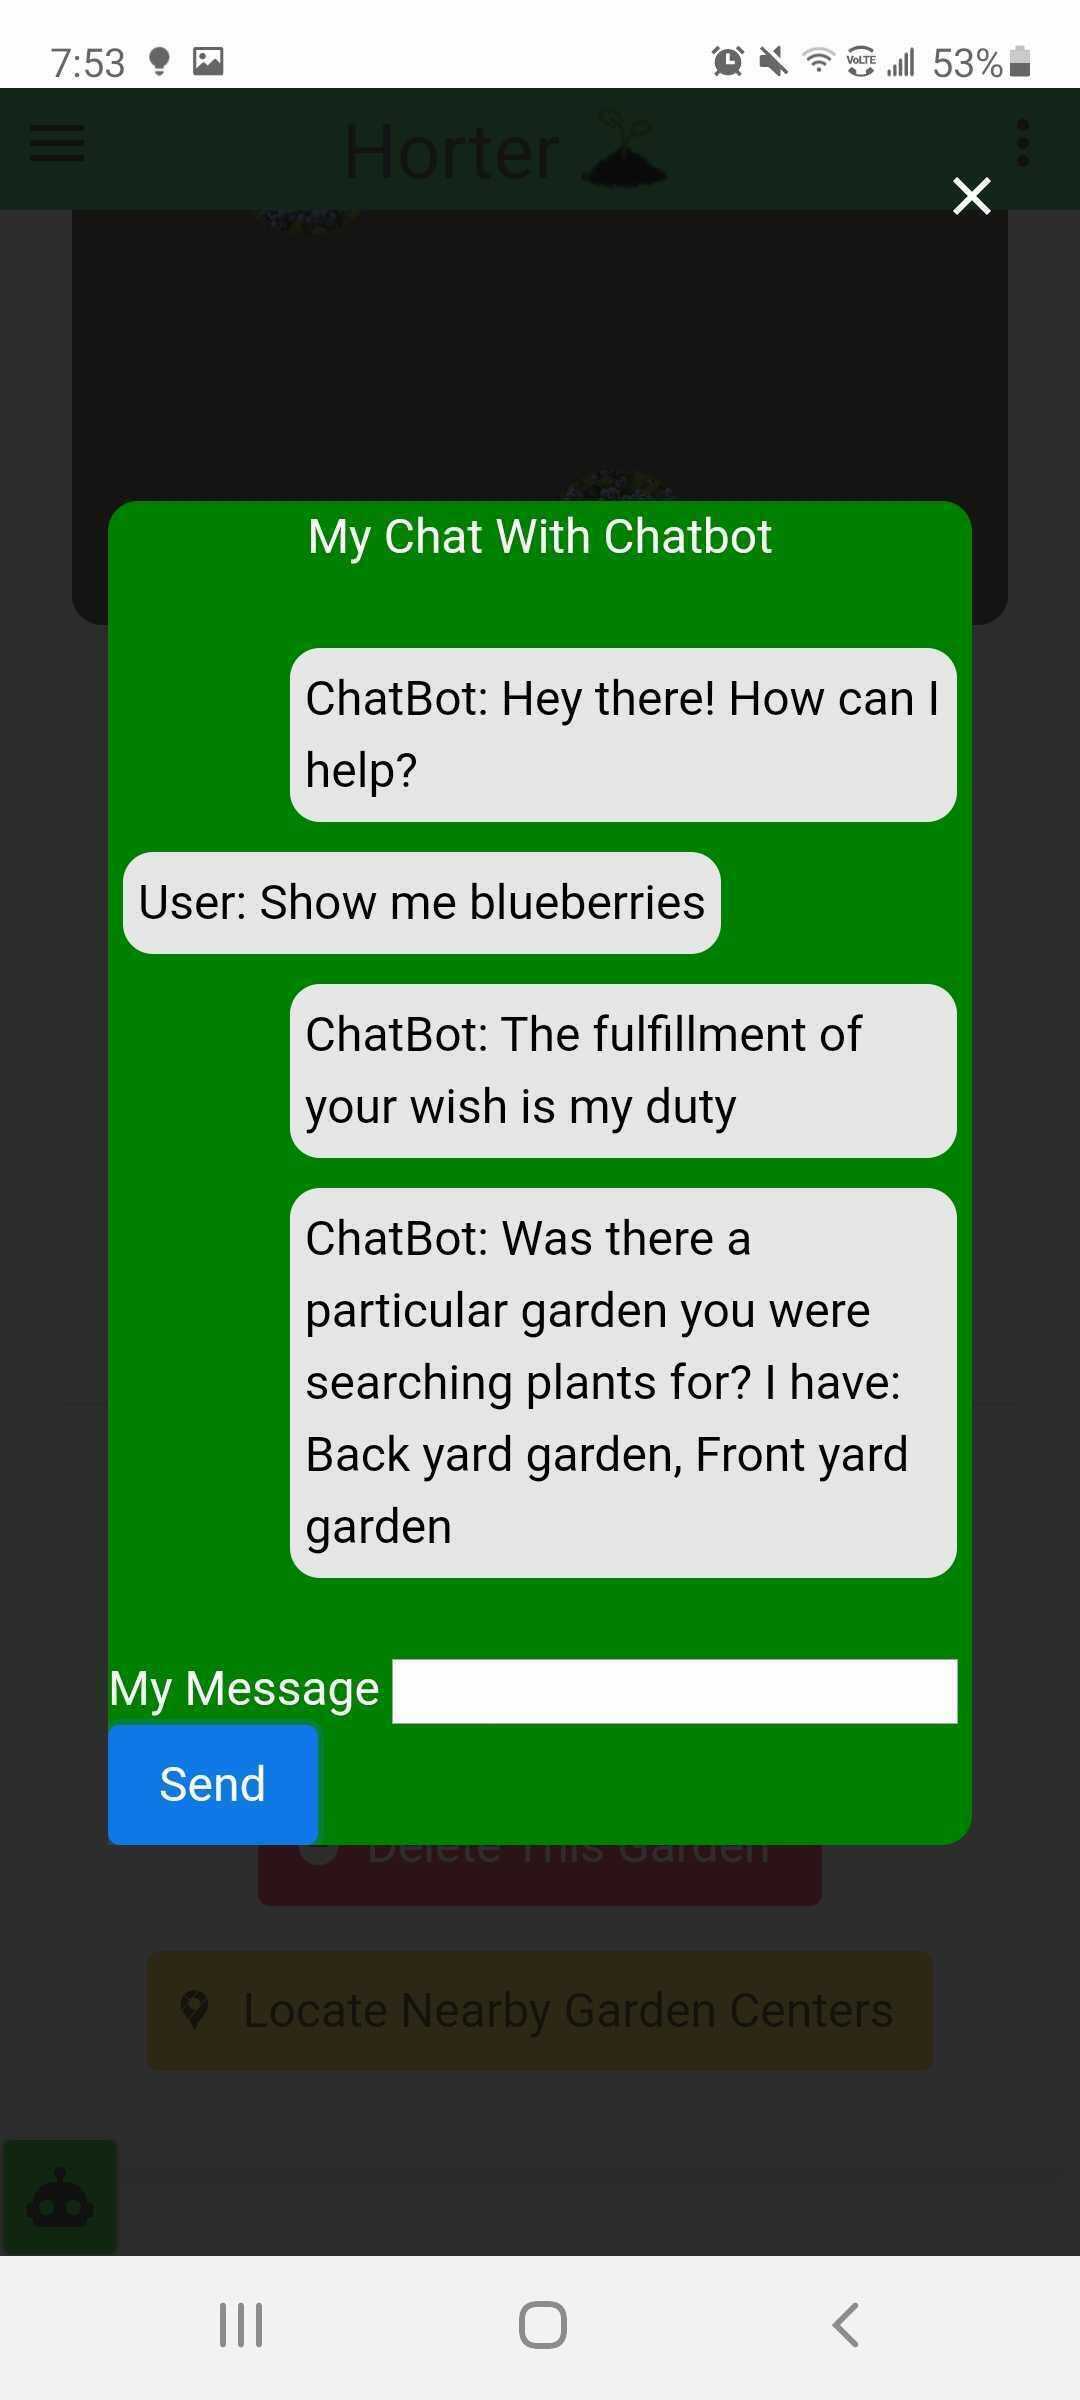 7:53
VoLTE
53%
Horter
My Chat With Chatbot
ChatBot: Hey there! How can I
help?
User: Show me blueberries
ChatBot: The fulfillment of
your wish is my duty
ChatBot: Was there a
particular garden you were
searching plants for? I have:
Back yard garden, Front yard
garden
My Message
Send
Delete This Garden
Locate Nearby Garden Centers